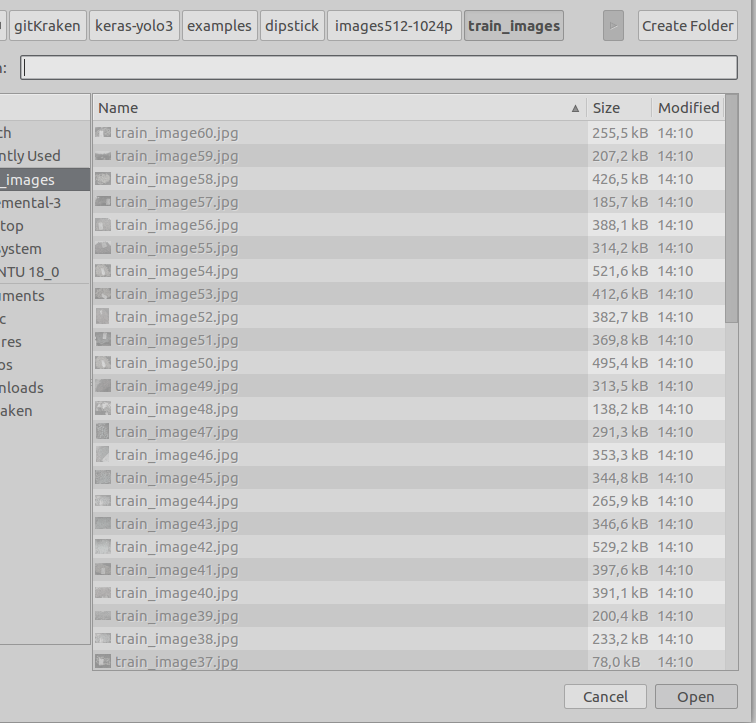 gitKraken keras-yolo3 examples dipstick images512-1024p train_images Create Folder
:
Name Size Modified
ch train_image60.jpg 255,5 kB 14:10
ntly Used train_image59.jpg 207,2 kB 14:10
_images train_image58.jpg 426,5 kB 14:10
emental-3 train_image57.jpg 185,7 kB 14:10
top train_image56.jpg 388,1 kB 14:10
system train_image55.jpg 314,2 kB 14:10
NTU 18_0 train_image54.jpg 521,6 kB 14:10
uments train_image53.jpg 412,6 kB 14:10
c train_image52.jpg 382,7 kB 14:10
res train_image51.jpg 369,8 kB 14:10
os train_image50.jpg 495,4 kB 14:10
nloads train_image49.jpg 313,5 kB 14:10
aken train_image48.jpg 138,2 kB 14:10
train_image47.jpg 291,3 kB 14:10
train_image46.jpg 353,3 kB 14:10
train_image45.jpg 344,8 kB 14:10
train_image44.jpg 265,9 kB 14:10
train_image43.jpg 346,6 kB 14:10
train_image42.jpg 529,2 kB 14:10
train_image41.jpg 397,6 kB 14:10
train_image40.jpg 391,1 kB 14:10
train_image39.jpg 200,4 kB 14:10
train_image38.jpg 233,2 kB 14:10
train_image37.jpg 78,0 kB 14:10
Cancel Open